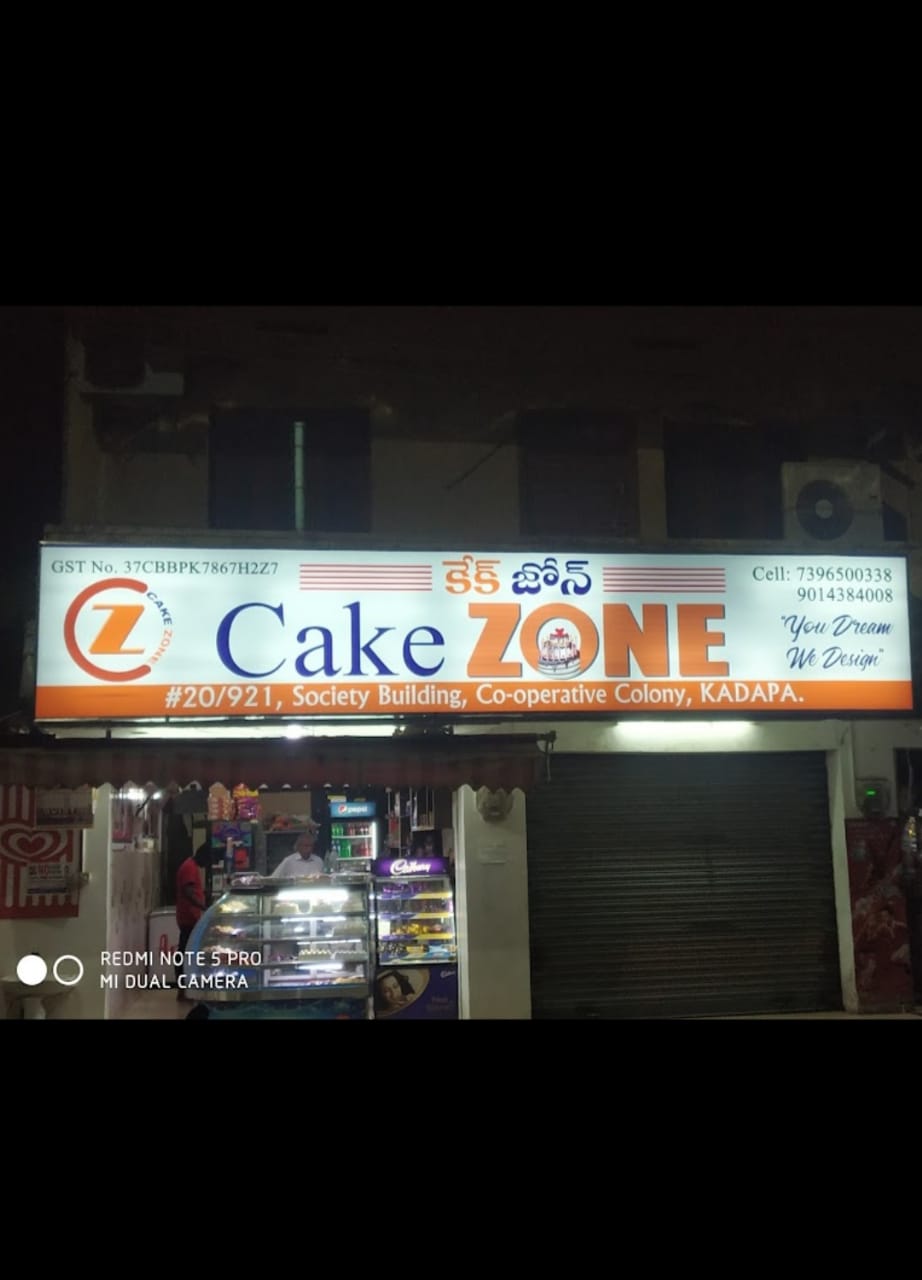 GST No. 37CBBPK7867H2Z7
కేక్ జోన్
Cell: 7396500338
9014384008
CZ
CAKE ZONE
Cake ZONE
"You Dream
We Design"
#20/921, Society Building, Co-operative Colony, KADAPA.
pepsi
Cadbury
REDMI NOTE 5 PRO
MI DUAL CAMERA